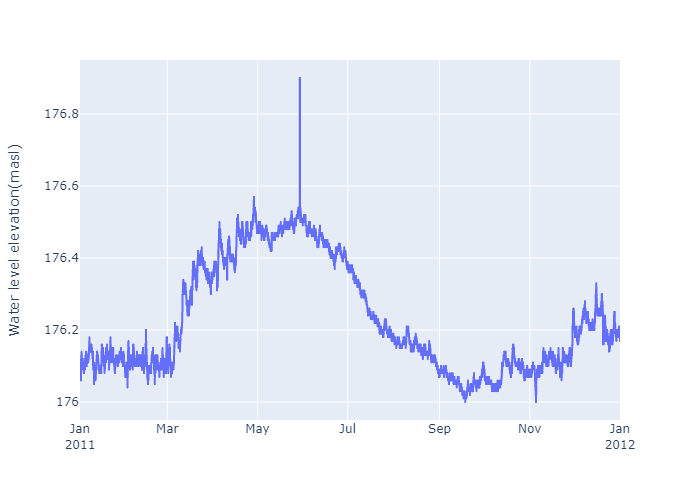 Water level elevation(masl)
176.8
176.6
176.4
176.2
176
Jan
2011
Mar
May
Jul
Sep
Nov
Jan
2012